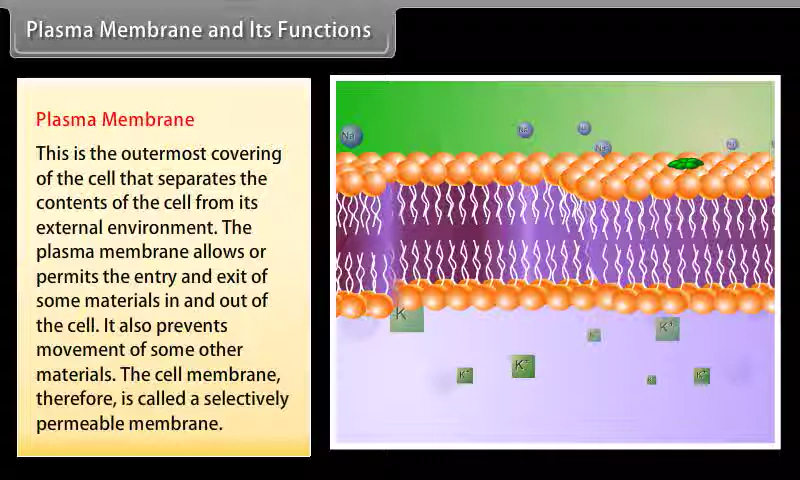 Plasma Membrane and Its Functions
Plasma Membrane
This is the outermost covering
of the cell that separates the
contents of the cell from its
external environment. The
plasma membrane allows or
permits the entry and exit of
some materials in and out of
the cell. It also prevents
movement of some other
materials. The cell membrane,
therefore, is called a selectively
permeable membrane.
Na
Na
K
K⁺
K⁺
K⁺
K⁺